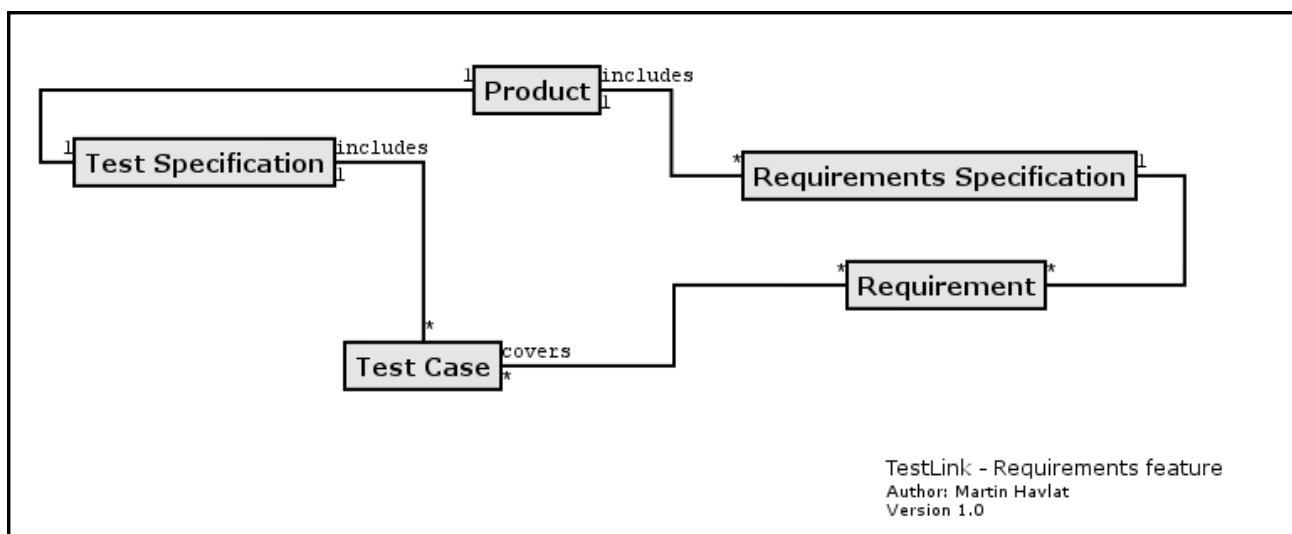 1 Product includes
1
1 Test Specification includes
1
* Requirements Specification 1
* Requirement *
*
Test Case covers
*
TestLink - Requirements feature
Author: Martin Havlat
Version 1.0